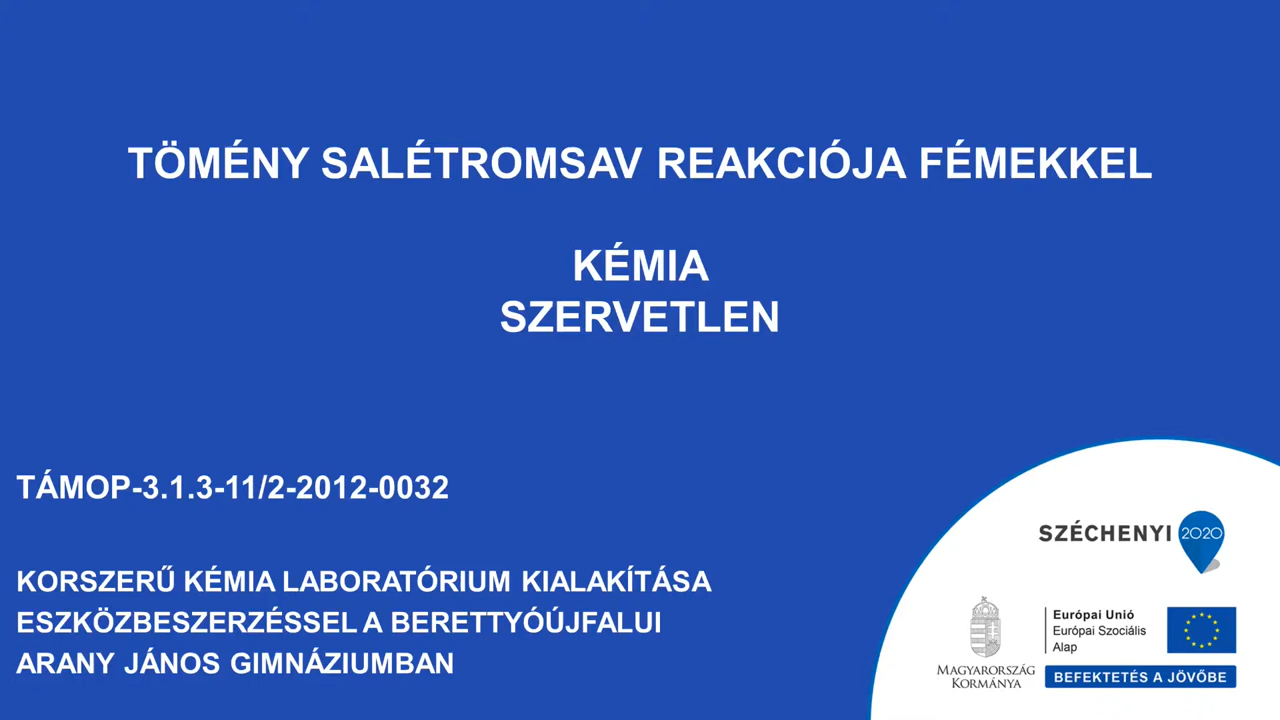 TÖMÉNY SALÉTROMSAV REAKCIÓJA FÉMEKKEL
KÉMIA
SZERVETLEN
TÁMOP-3.1.3-11/2-2012-0032
KORSZERŰ KÉMIA LABORATÓRIUM KIALAKÍTÁSA
ESZKÖZBESZERZÉSSEL A BERETTYÓÚJFALUI
ARANY JÁNOS GIMNÁZIUMBAN
SZÉCHENYI 2020
MAGYARORSZÁG
KORMÁNYA
Európai Unió
Európai Szociális
Alap
BEFEKTETÉS A JÖVŐBE